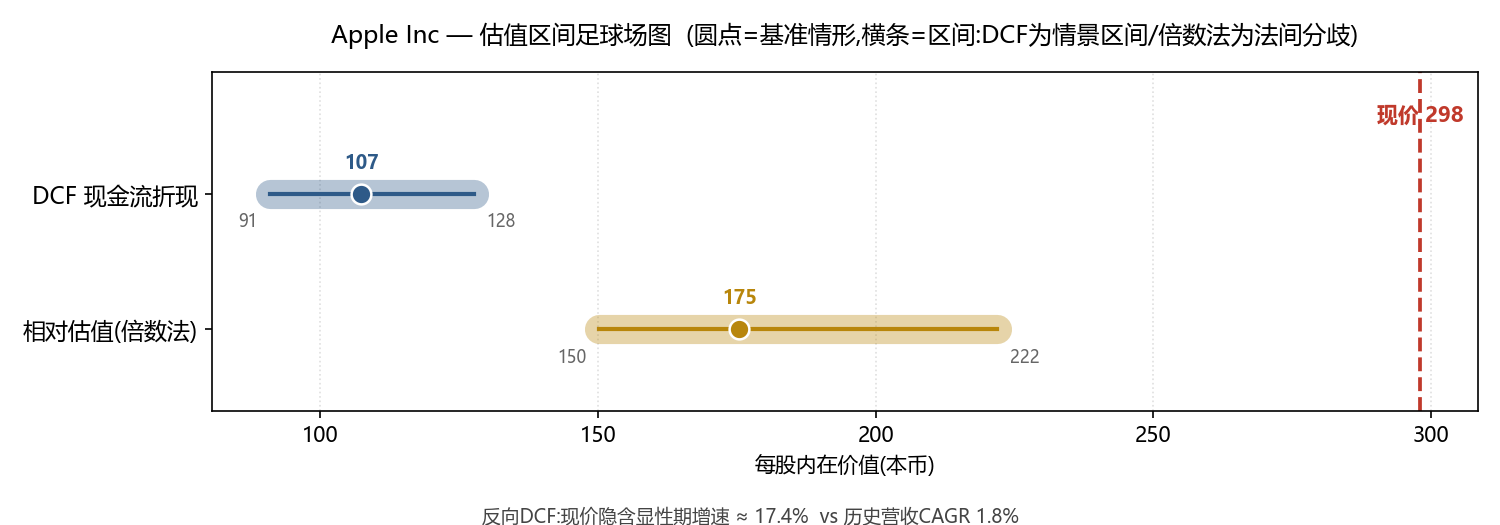 Apple Inc — 估值区间足球场图 (圆点=基准情形,横条=区间:DCF为情景区间/倍数法为法间分歧)
现价 298
107
DCF 现金流折现
91
128
175
相对估值(倍数法)
150
222
100
150
200
250
300
每股内在价值(本币)
反向DCF:现价隐含显性期增速 ≈ 17.4% vs 历史营收CAGR 1.8%